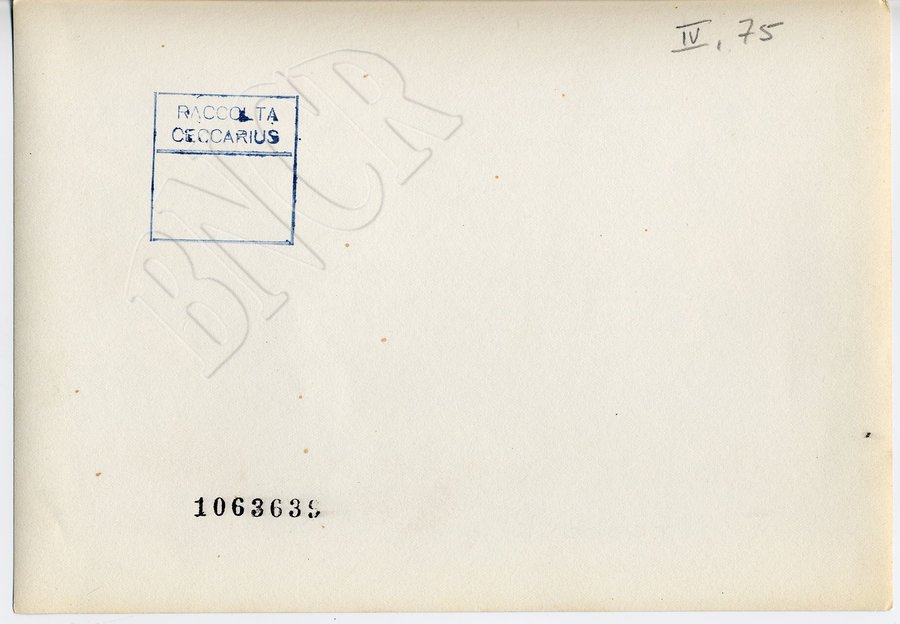 IV, 75
RACCOLTA
CECCARIUS
BNCR
1063639